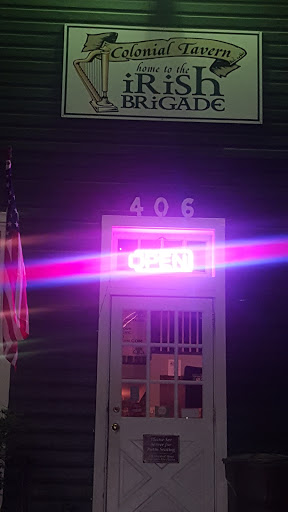 Colonial Tavern
home to the
iRisH
BRiGADE
406
OPEN